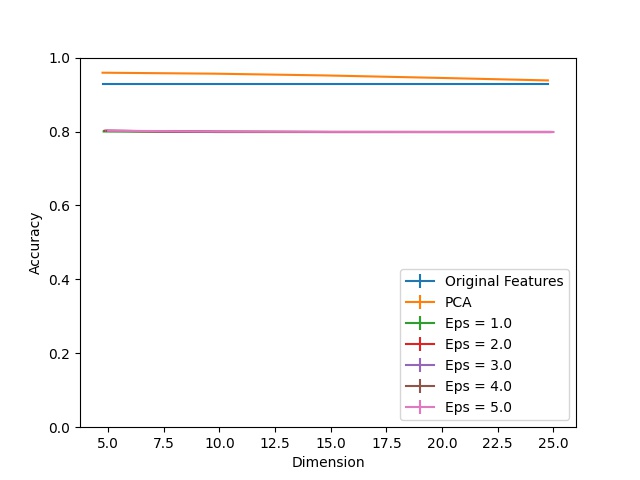 1.0
0.8
0.6
0.4
0.2
0.0
Accuracy
Original Features
PCA
Eps = 1.0
Eps = 2.0
Eps = 3.0
Eps = 4.0
Eps = 5.0
5.0 7.5 10.0 12.5 15.0 17.5 20.0 22.5 25.0
Dimension